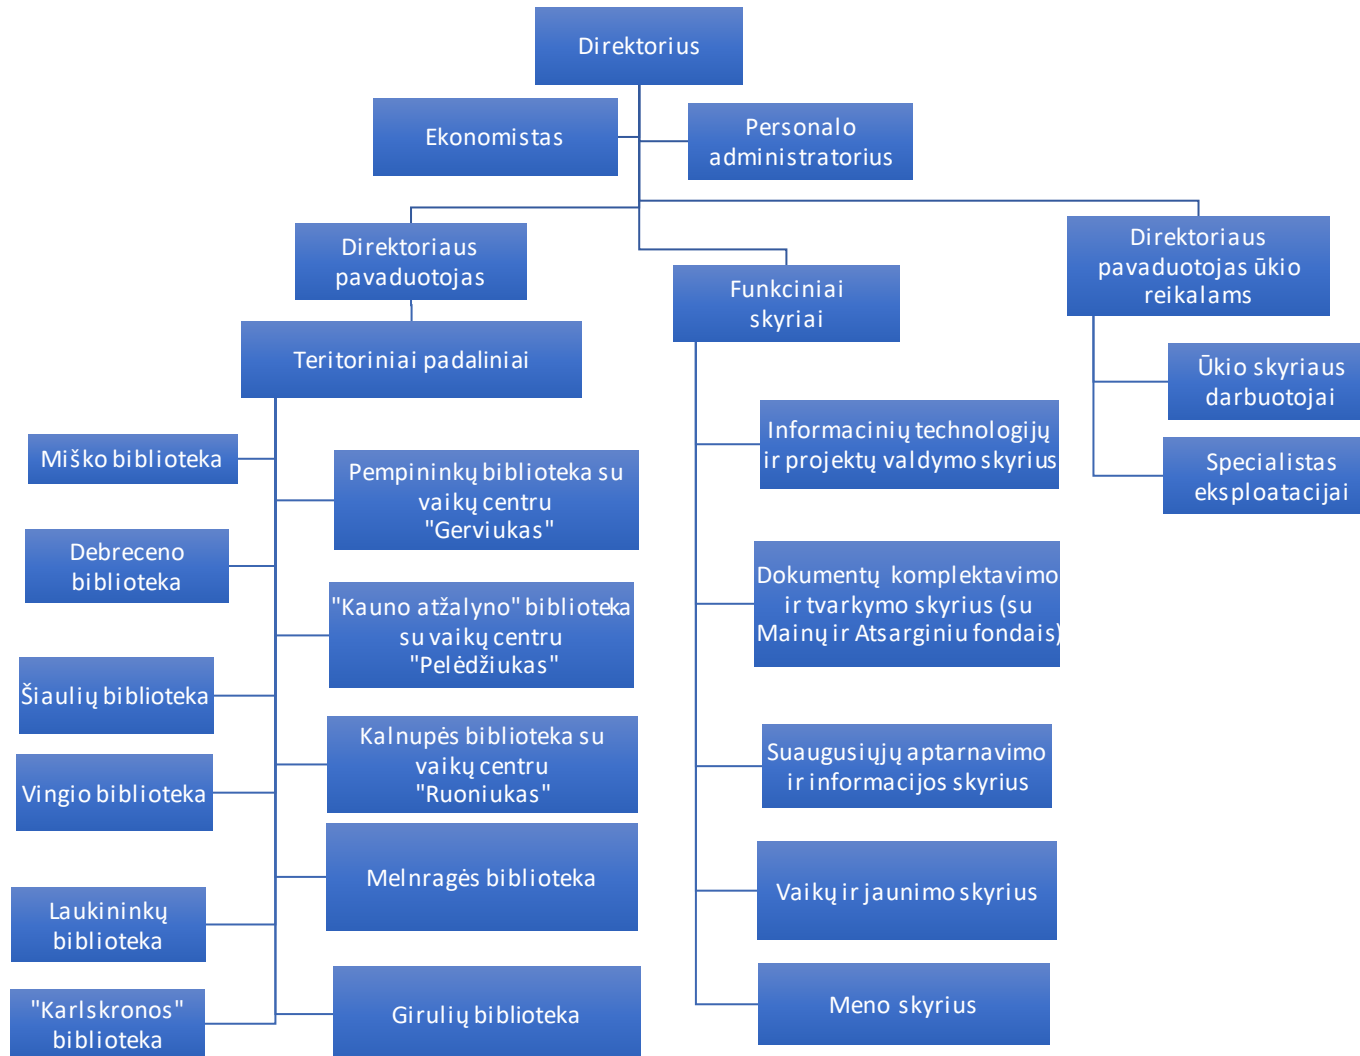 Direktorius
Ekonomistas
Personalo
administratorius
Direktoriaus
pavaduotojas
Funkciniai
skyriai
Direktoriaus
pavaduotojas ūkio
reikalams
Teritoriniai padaliniai
Ūkio skyriaus
darbuotojai
Specialistas
eksploatacijai
Miško biblioteka
Pempininkų biblioteka su
vaikų centru
"Gerviukas"
Debreceno
biblioteka
"Kauno atžalyno" biblioteka
su vaikų centru
"Pelėdžiukas"
Šiaulių biblioteka
Kalnupės biblioteka su
vaikų centru
"Ruoniukas"
Vingio biblioteka
Melnragės biblioteka
Laukininkų
biblioteka
"Karlskronos"
biblioteka
Girulių biblioteka
Informacinių technologijų
ir projektų valdymo skyrius
Dokumentų komplektavimo
ir tvarkymo skyrius (su
Mainų ir Atsarginiu fondais)
Suaugusiųjų aptarnavimo
ir informacijos skyrius
Vaikų ir jaunimo skyrius
Meno skyrius